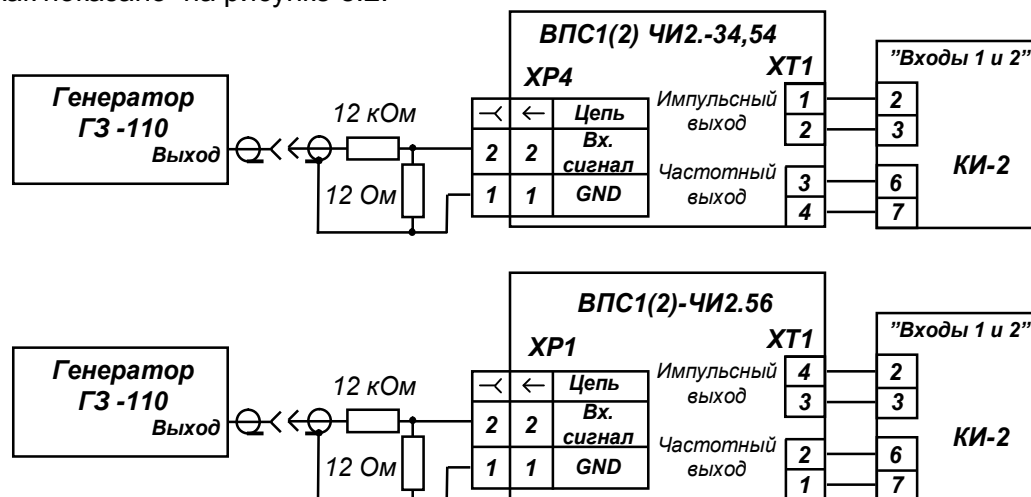 как показано на рисунке
ВПС1(2) ЧИ2.-34,54
Генератор
ГЗ -110
Выход
12 кОм
12 Ом
ХР4
Цепь
2 2 Вх. сигнал
1 1 GND
ХТ1
Импульсный выход
1
2
Частотный выход
3
4
"Входы 1 и 2"
2
3
6
7
КИ-2
ВПС1(2)-ЧИ2.56
Генератор
ГЗ -110
Выход
12 кОм
12 Ом
ХР1
Цепь
2 2 Вх. сигнал
1 1 GND
ХТ1
Импульсный выход
4
3
Частотный выход
2
1
"Входы 1 и 2"
2
3
6
7
КИ-2